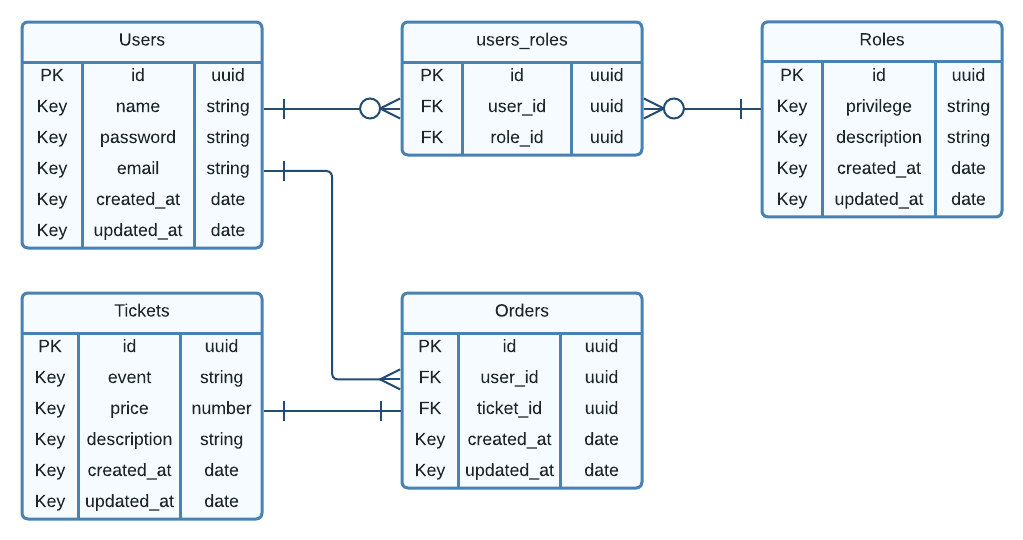 Users
PK id uuid
Key name string
Key password string
Key email string
Key created_at date
Key updated_at date
users_roles
PK id uuid
FK user_id uuid
FK role_id uuid
Roles
PK id uuid
Key privilege string
Key description string
Key created_at date
Key updated_at date
Tickets
PK id uuid
Key event string
Key price number
Key description string
Key created_at date
Key updated_at date
Orders
PK id uuid
FK user_id uuid
FK ticket_id uuid
Key created_at date
Key updated_at date